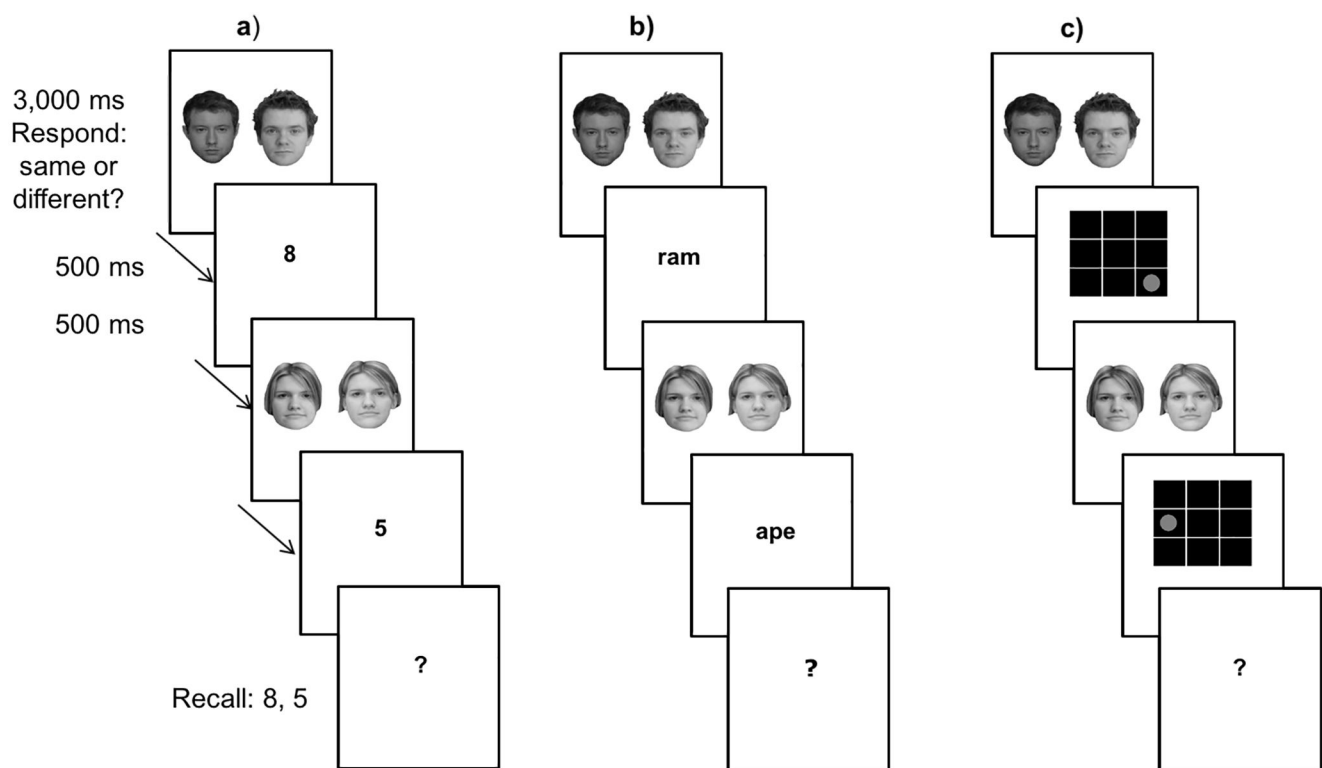 a)
b)
c)
3,000 ms
Respond:
same or
different?
8
ram
500 ms
500 ms
5
ape
?
?
?
Recall: 8, 5